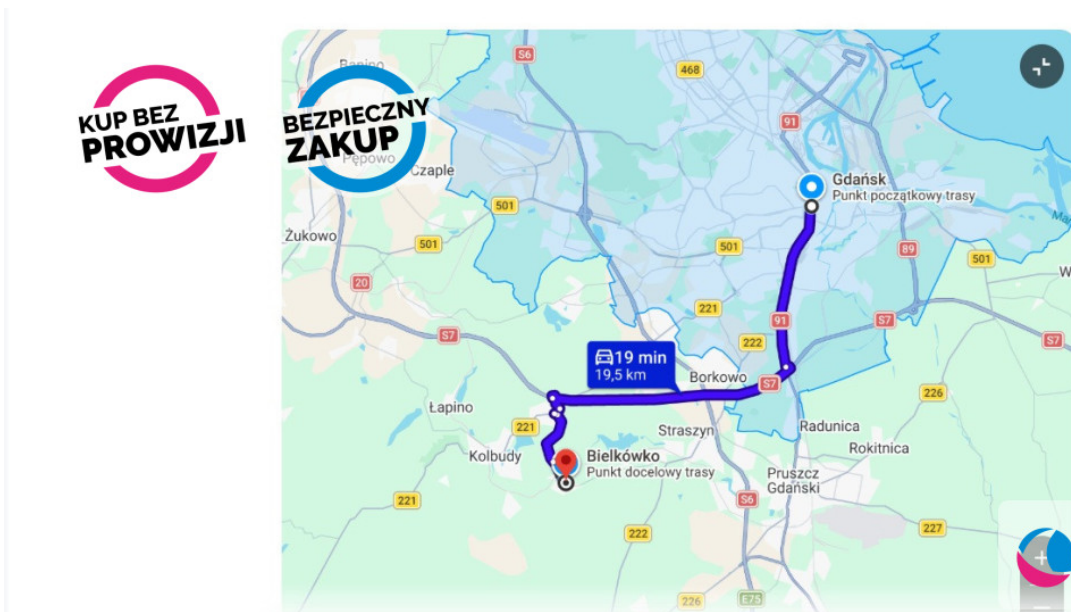 KUP BEZ
PROWIZJI
BEZPIECZNY
ZAKUP
S6
Banino
468
91
Pępowo
Czaple
501
Gdańsk
Punkt początkowy trasy
Żukowo
501
501
89
501
20
221
91
S7
S7
222
S7
19 min
19,5 km
Borkowo
S7
226
Łapino
221
Straszyn
Radunica
Rokitnica
Kolbudy
Bielkówko
Punkt docelowy trasy
Pruszcz
Gdański
221
S6
222
227
226
E75